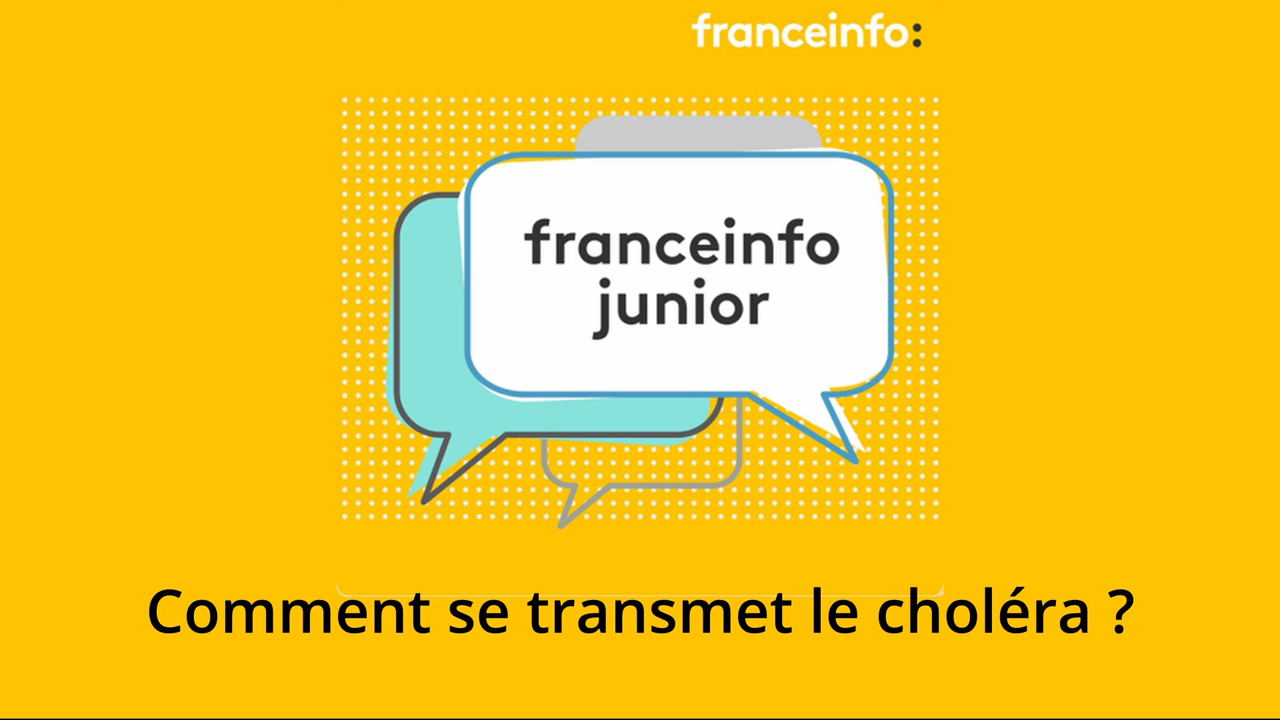 franceinfo:
franceinfo
junior
Comment se transmet le choléra ?